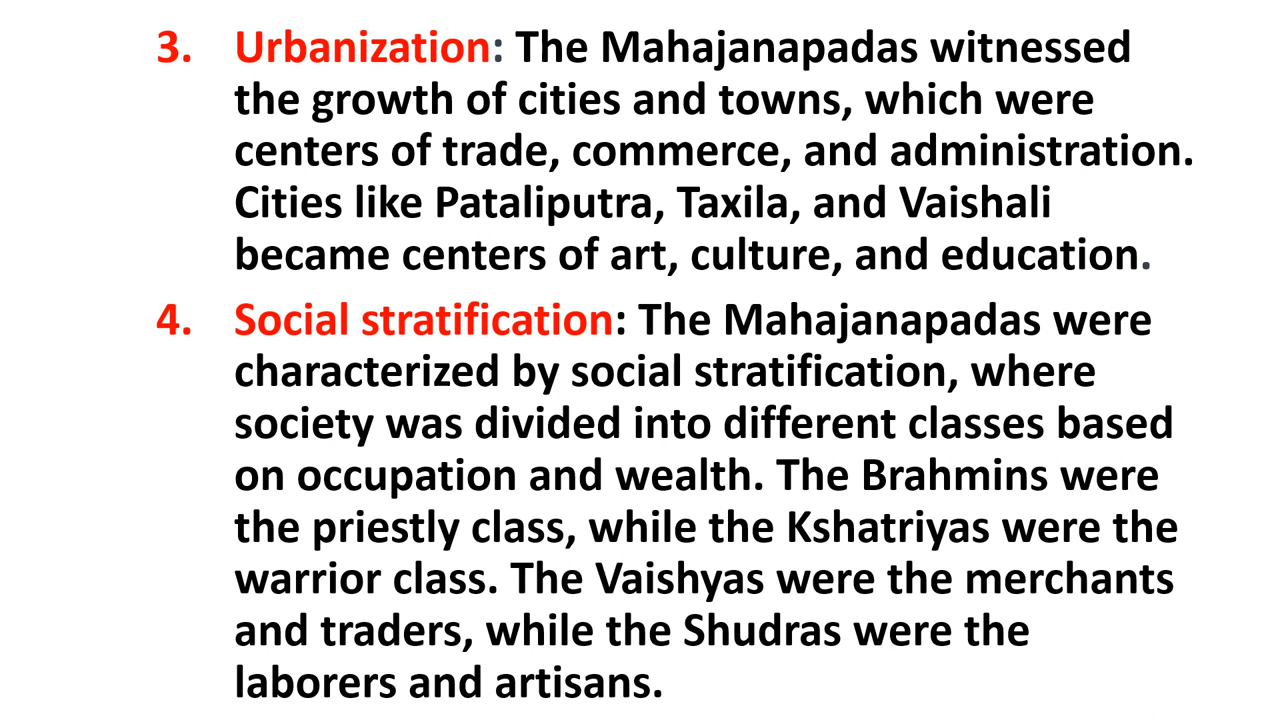 3. Urbanization: The Mahajanapadas witnessed
the growth of cities and towns, which were
centers of trade, commerce, and administration.
Cities like Pataliputra, Taxila, and Vaishali
became centers of art, culture, and education.
4. Social stratification: The Mahajanapadas were
characterized by social stratification, where
society was divided into different classes based
on occupation and wealth. The Brahmins were
the priestly class, while the Kshatriyas were the
warrior class. The Vaishyas were the merchants
and traders, while the Shudras were the
laborers and artisans.